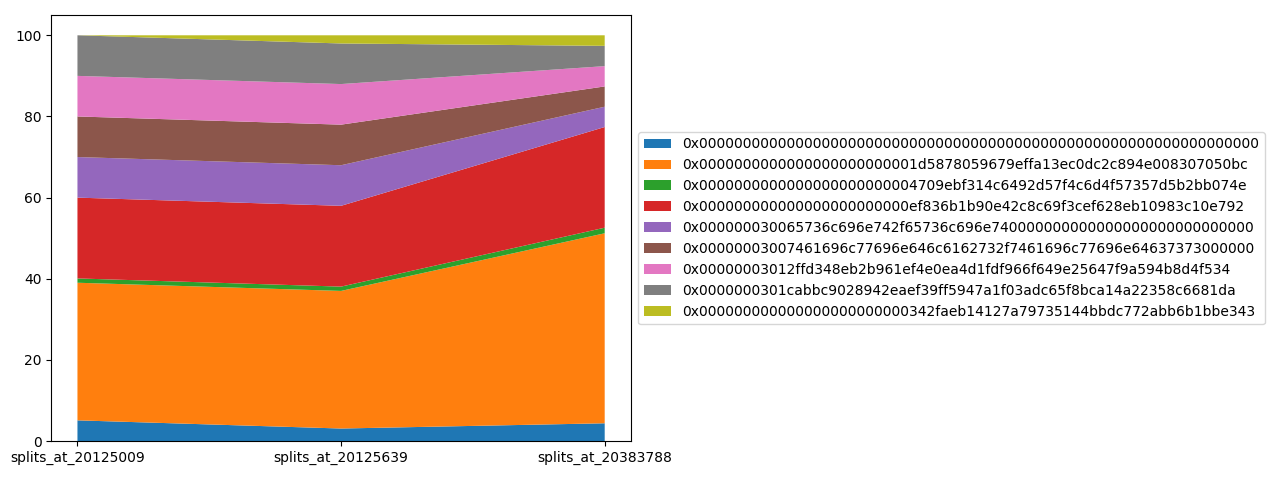 100
80
60
40
20
0
splits_at_20125009
splits_at_20125639
splits_at_20383788
0x0000000000000000000000000000000000000000000000000000000000000000
0x0000000000000000000000001d5878059679effa13ec0dc2c894e008307050bc
0x0000000000000000000000004709ebf314c6492d57f4c6d4f57357d5b2bb074e
0x000000000000000000000000ef836b1b90e42c8c69f3cef628eb10983c10e792
0x000000030065736c696e742f65736c696e740000000000000000000000000000
0x00000003007461696c77696e646c6162732f7461696c77696e64637373000000
0x00000003012ffd348eb2b961ef4e0ea4d1fdf966f649e25647f9a594b8d4f534
0x0000000301cabbc9028942eaef39ff5947a1f03adc65f8bca14a22358c6681da
0x000000000000000000000000342faeb14127a79735144bbdc772abb6b1bbe343